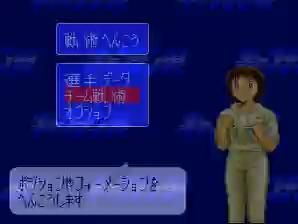 戦術へんこう
選手データ
チーム戦術
オプション
ポジションやフォーメーションを
へんこうします